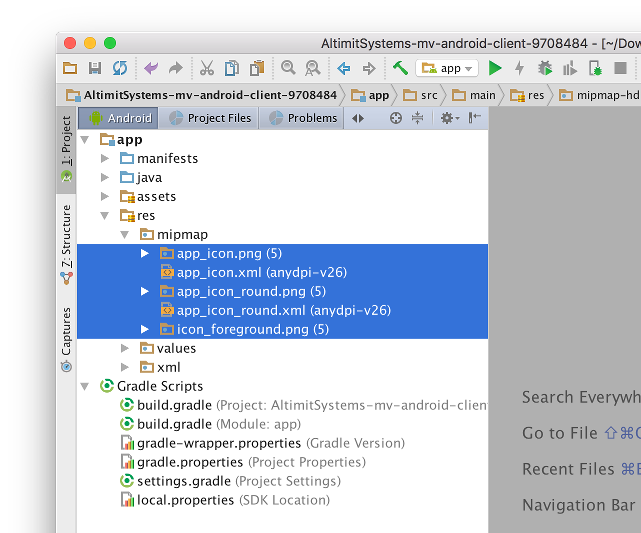 AltimitSystems-mv-android-client-9708484 - [~/Dow
app
AltimitSystems-mv-android-client-9708484 app src main res mipmap-hd
Android Project Files Problems
1: Project
Z: Structure
Captures
app
manifests
java
assets
res
mipmap
app_icon.png (5)
app_icon.xml (anydpi-v26)
app_icon_round.png (5)
app_icon_round.xml (anydpi-v26)
icon_foreground.png (5)
values
xml
Gradle Scripts
build.gradle (Project: AltimitSystems-mv-android-clien
build.gradle (Module: app)
gradle-wrapper.properties (Gradle Version)
gradle.properties (Project Properties)
settings.gradle (Project Settings)
local.properties (SDK Location)
Search Everywh
Go to File ⇧⌘O
Recent Files ⌘E
Navigation Bar